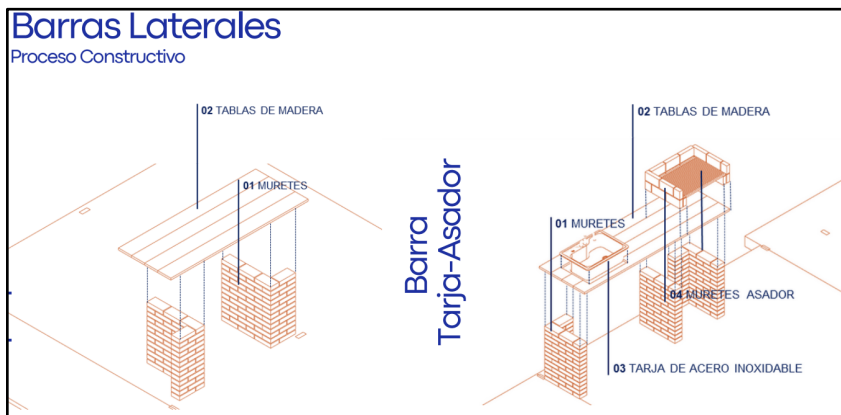 Barras Laterales
Proceso Constructivo
02 TABLAS DE MADERA
01 MURETES
Barra
Tarja-Asador
02 TABLAS DE MADERA
01 MURETES
04 MURETES ASADOR
03 TARJA DE ACERO INOXIDABLE